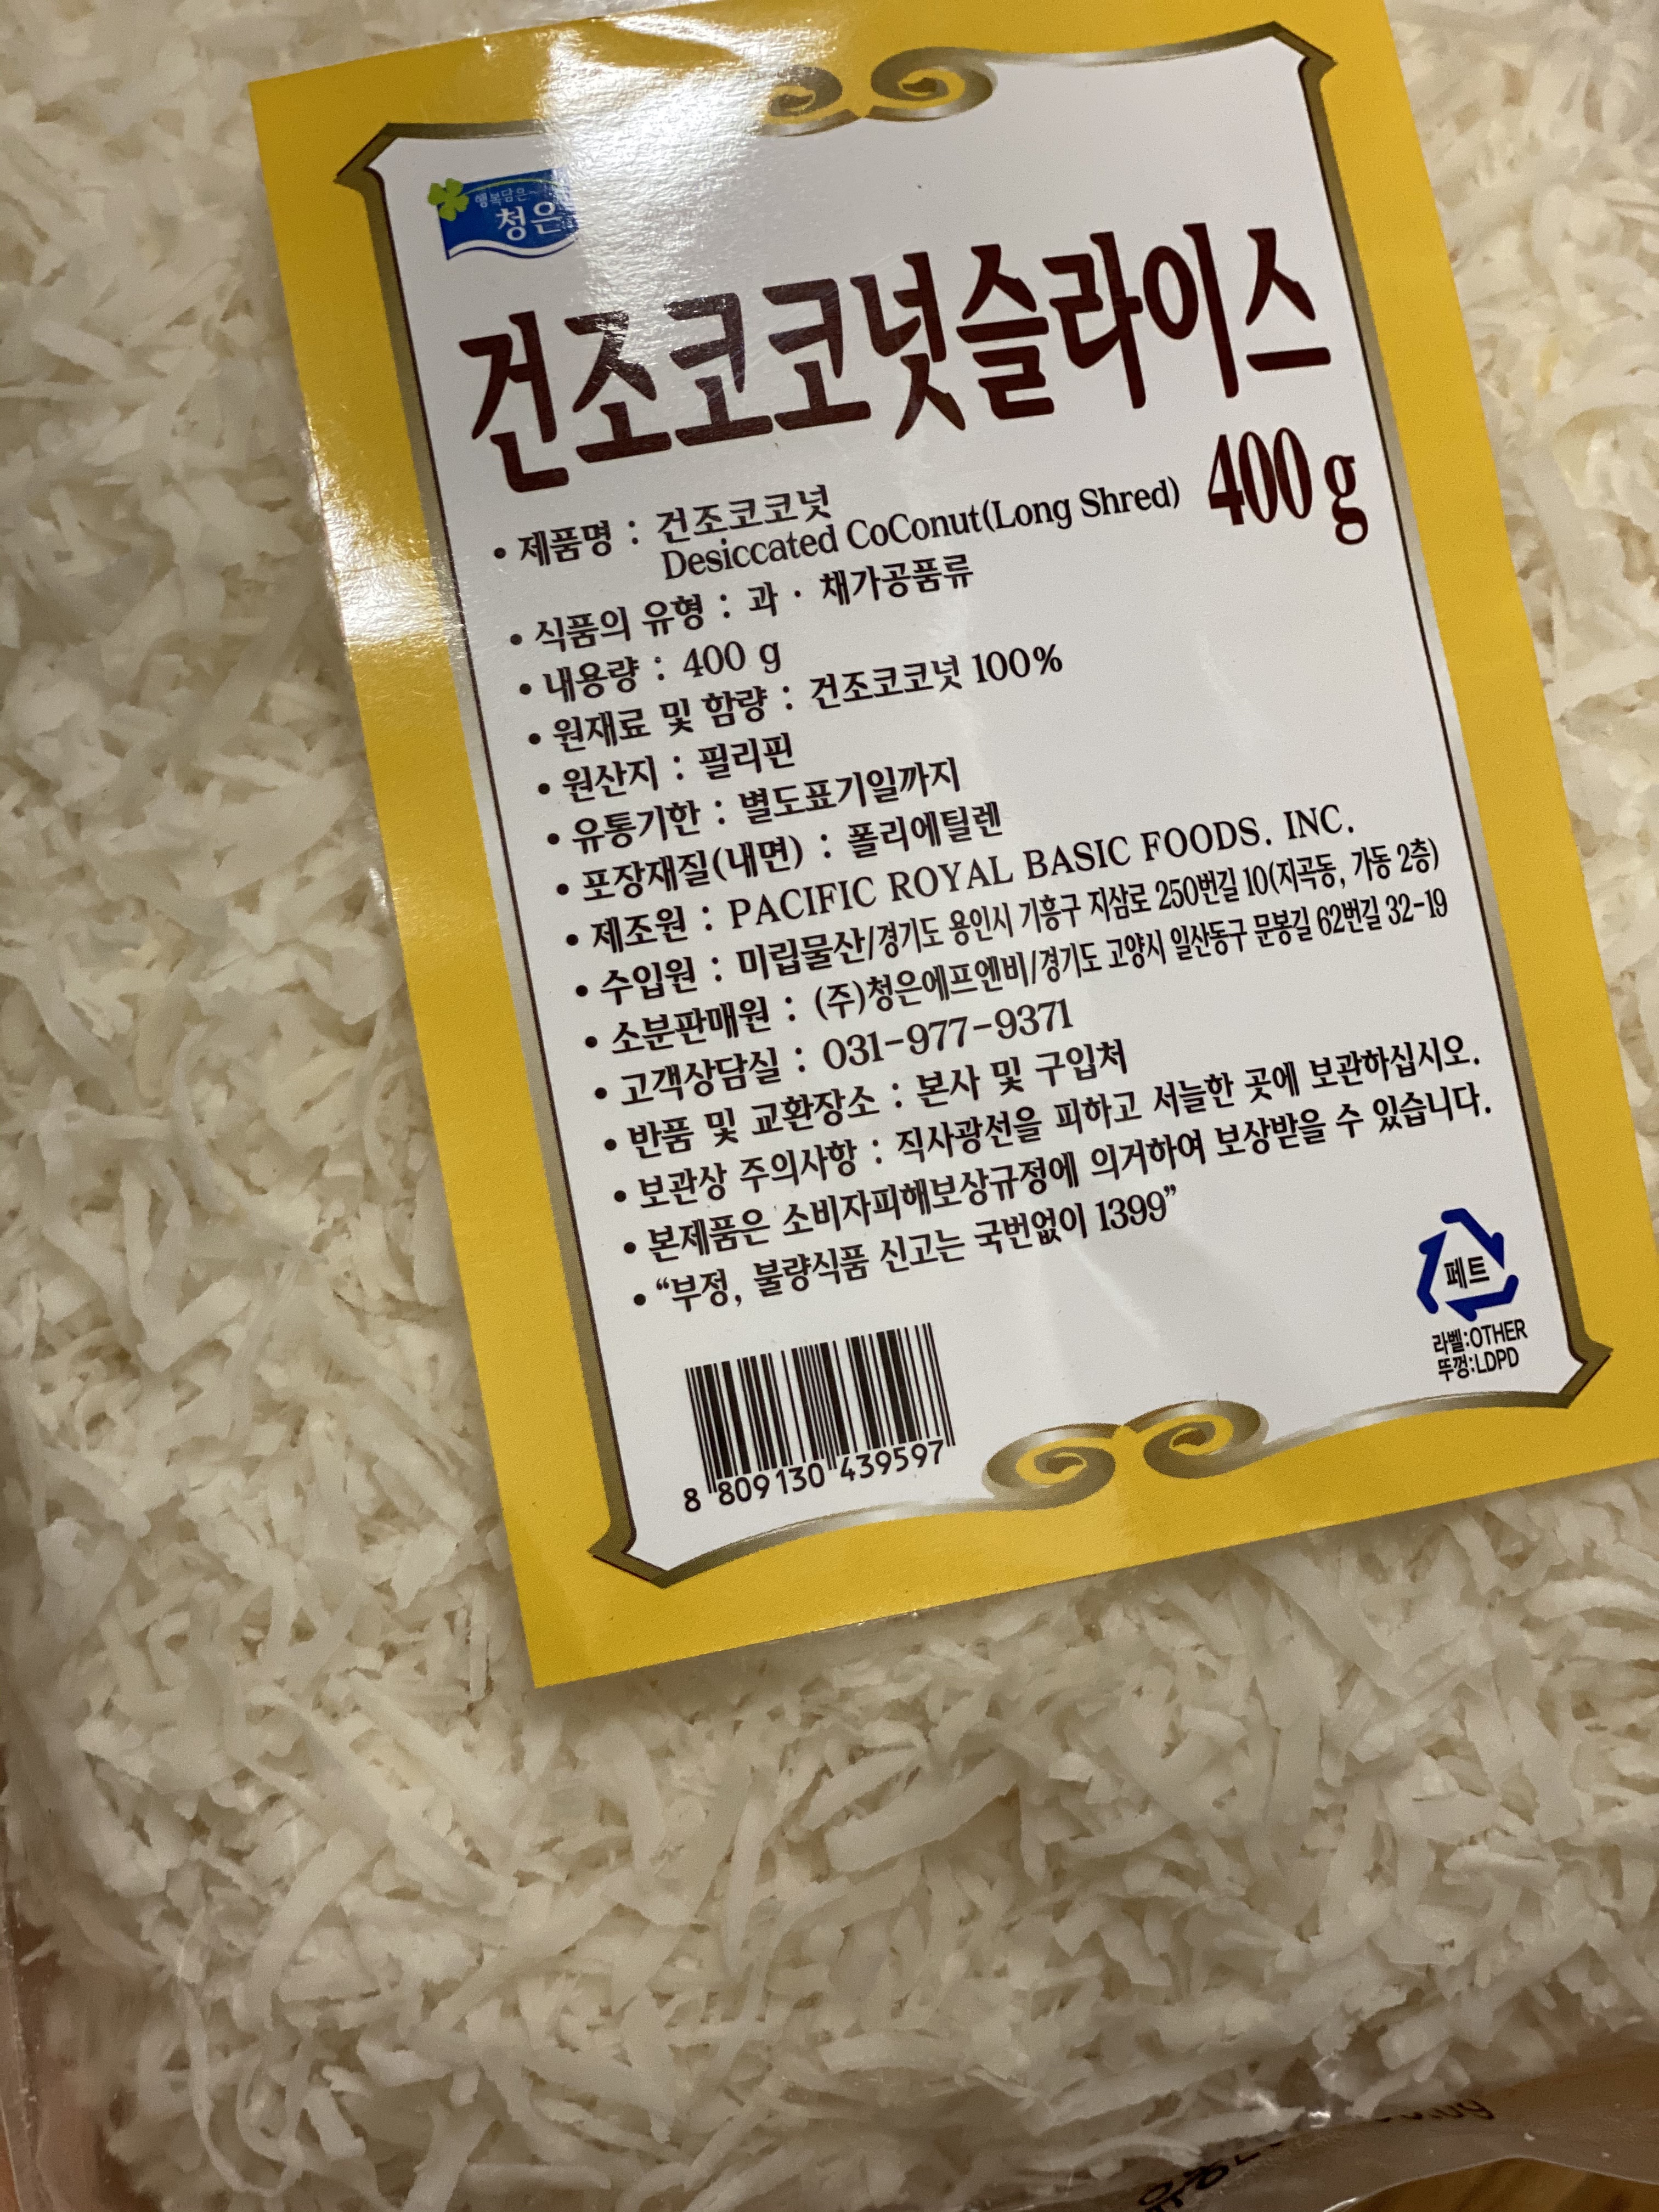 행복담은~
청은
건조코코넛슬라이스
400 g
• 제품명 : 건조코코넛
Desiccated CoConut(Long Shred)
• 식품의 유형 : 과 · 채가공품류
• 내용량 : 400 g
• 원재료 및 함량 : 건조코코넛 100%
• 원산지 : 필리핀
• 유통기한 : 별도표기일까지
• 포장재질(내면) : 폴리에틸렌
• 제조원 : PACIFIC ROYAL BASIC FOODS. INC.
• 수입원 : 미립물산/경기도 용인시 기흥구 지삼로 250번길 10(지곡동, 가동 2층)
• 소분판매원 : (주)청은에프엔비/경기도 고양시 일산동구 문봉길 62번길 32-19
• 고객상담실 : 031-977-9371
• 반품 및 교환장소 : 본사 및 구입처
• 보관상 주의사항 : 직사광선을 피하고 서늘한 곳에 보관하십시오.
• 본제품은 소비자피해보상규정에 의거하여 보상받을 수 있습니다.
• “부정, 불량식품 신고는 국번없이 1399”
페트
라벨:OTHER
뚜껑:LDPD
8 809130 439597